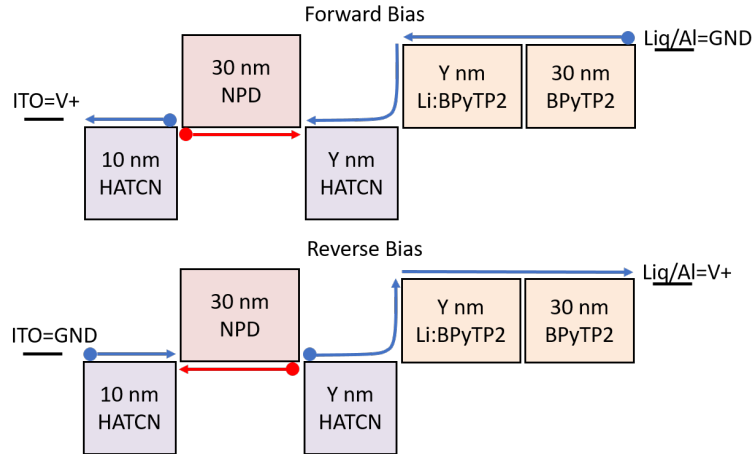 Forward Bias
ITO=V+
10 nm
HATCN
30 nm
NPD
Y nm
HATCN
Y nm
Li:BPyTP2
30 nm
BPyTP2
Liq/Al=GND
Reverse Bias
ITO=GND
10 nm
HATCN
30 nm
NPD
Y nm
HATCN
Y nm
Li:BPyTP2
30 nm
BPyTP2
Liq/Al=V+